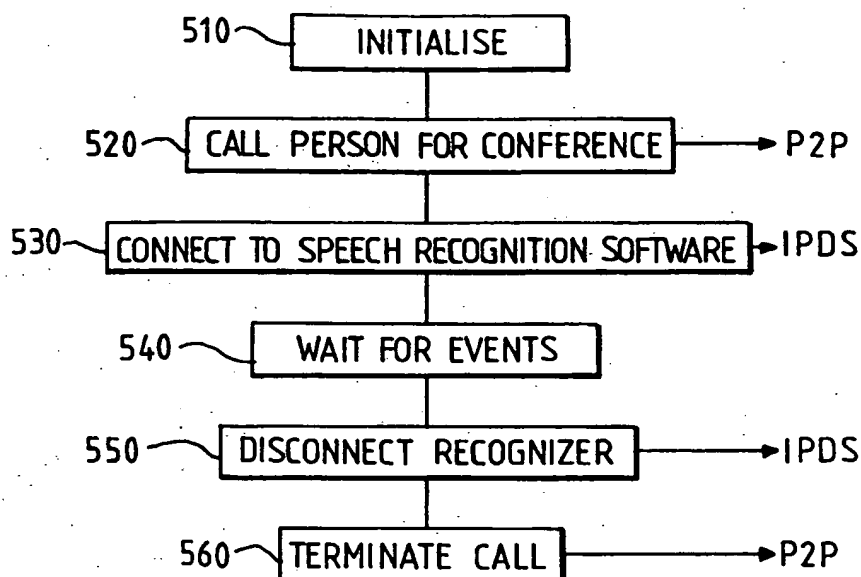 510 INITIALISE
520 CALL PERSON FOR CONFERENCE P2P
530 CONNECT TO SPEECH RECOGNITION SOFTWARE IPDS
540 WAIT FOR EVENTS
550 DISCONNECT RECOGNIZER IPDS
560 TERMINATE CALL P2P